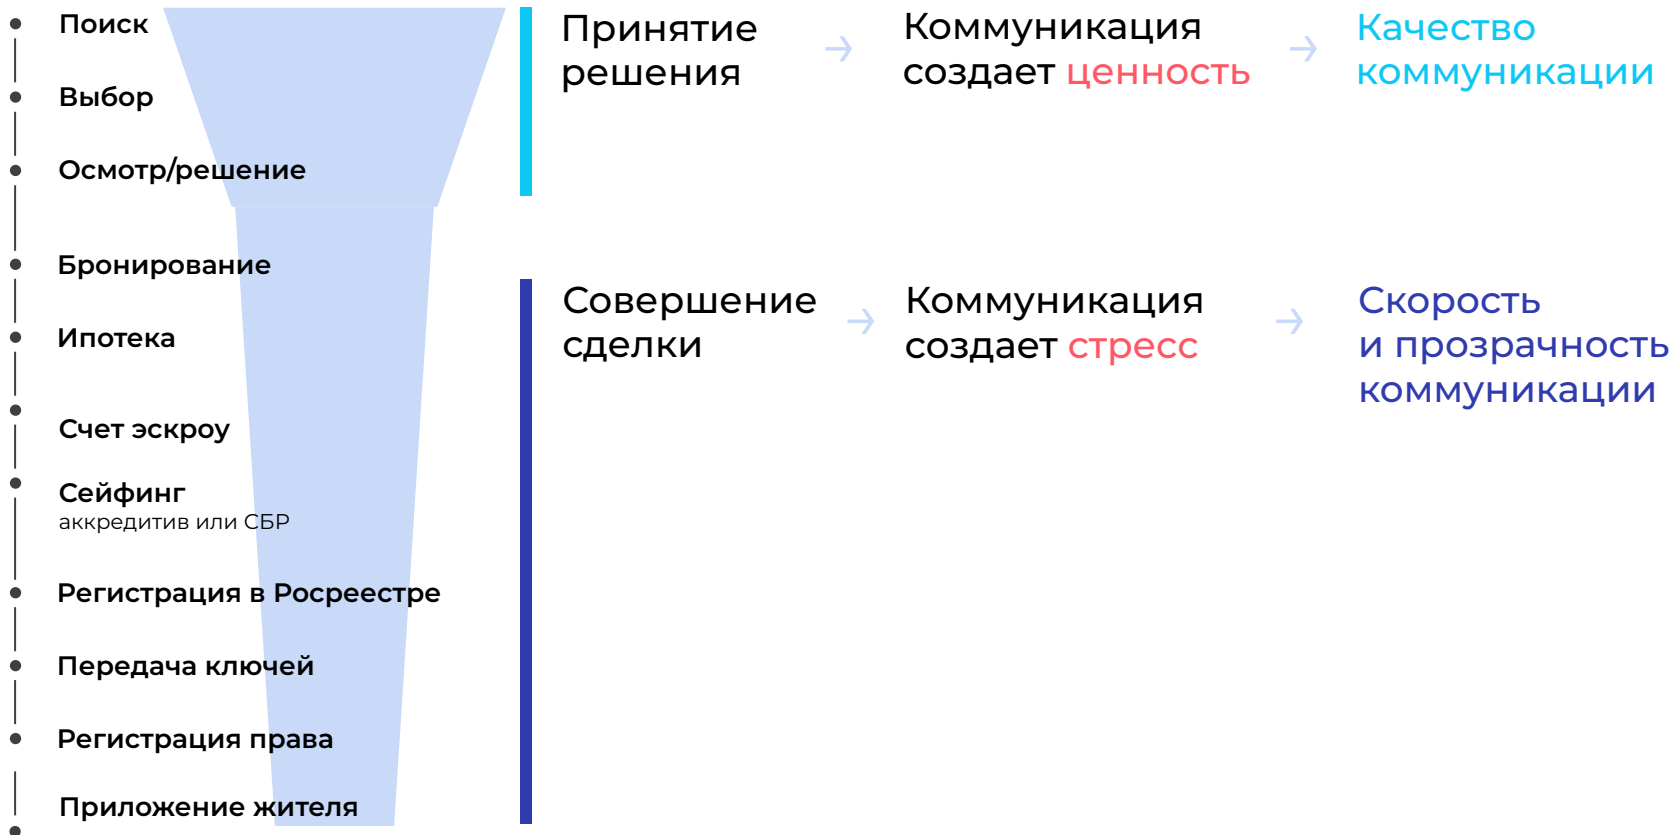 Поиск
Выбор
Осмотр/решение
Бронирование
Ипотека
Счет эскроу
Сейфинг
аккредитив или СБР
Регистрация в Росреестре
Передача ключей
Регистрация права
Приложение жителя
Принятие
решения
Коммуникация
создает ценность
Качество
коммуникации
Совершение
сделки
Коммуникация
создает стресс
Скорость
и прозрачность
коммуникации